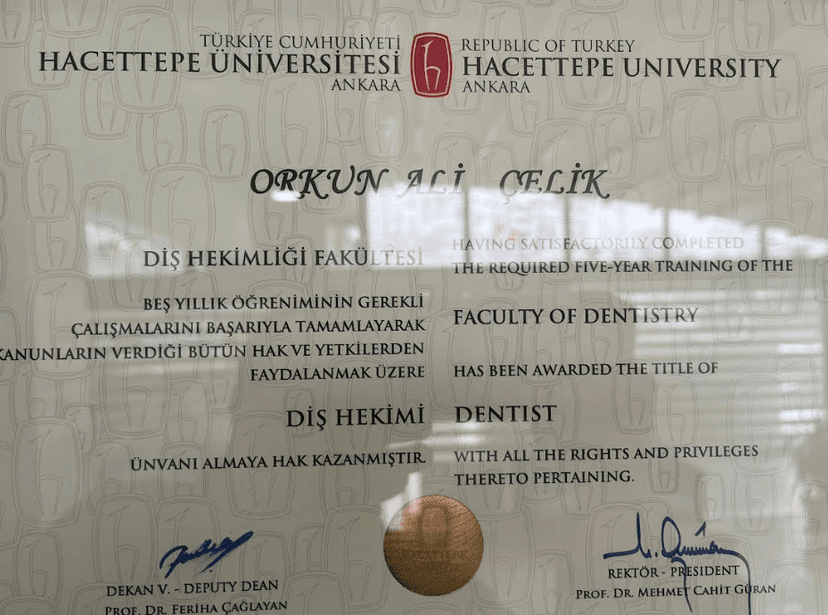 TÜRKİYE CUMHURİYETİ
HACETTEPE ÜNİVERSİTESİ
ANKARA
REPUBLIC OF TURKEY
HACETTEPE UNIVERSITY
ANKARA
ORKUN ALİ ÇELİK
DİŞ HEKİMLİĞİ FAKÜLTESİ
BEŞ YILLIK ÖĞRENİMİNİN GEREKLİ
ÇALIŞMALARINI BAŞARIYLA TAMAMLAYARAK
KANUNLARIN VERDİĞİ BÜTÜN HAK VE YETKİLERDEN
FAYDALANMAK ÜZERE
DİŞ HEKİMİ
ÜNVANI ALMAYA HAK KAZANMIŞTIR.
HAVING SATISFACTORILY COMPLETED
THE REQUIRED FIVE-YEAR TRAINING OF THE
FACULTY OF DENTISTRY
HAS BEEN AWARDED THE TITLE OF
DENTIST
WITH ALL THE RIGHTS AND PRIVILEGES
THERETO PERTAINING.
HACETTEPE
DEKAN V. - DEPUTY DEAN
PROF. DR. FERİHA ÇAĞLAYAN
REKTÖR - PRESIDENT
PROF. DR. MEHMET CAHİT GÜRAN